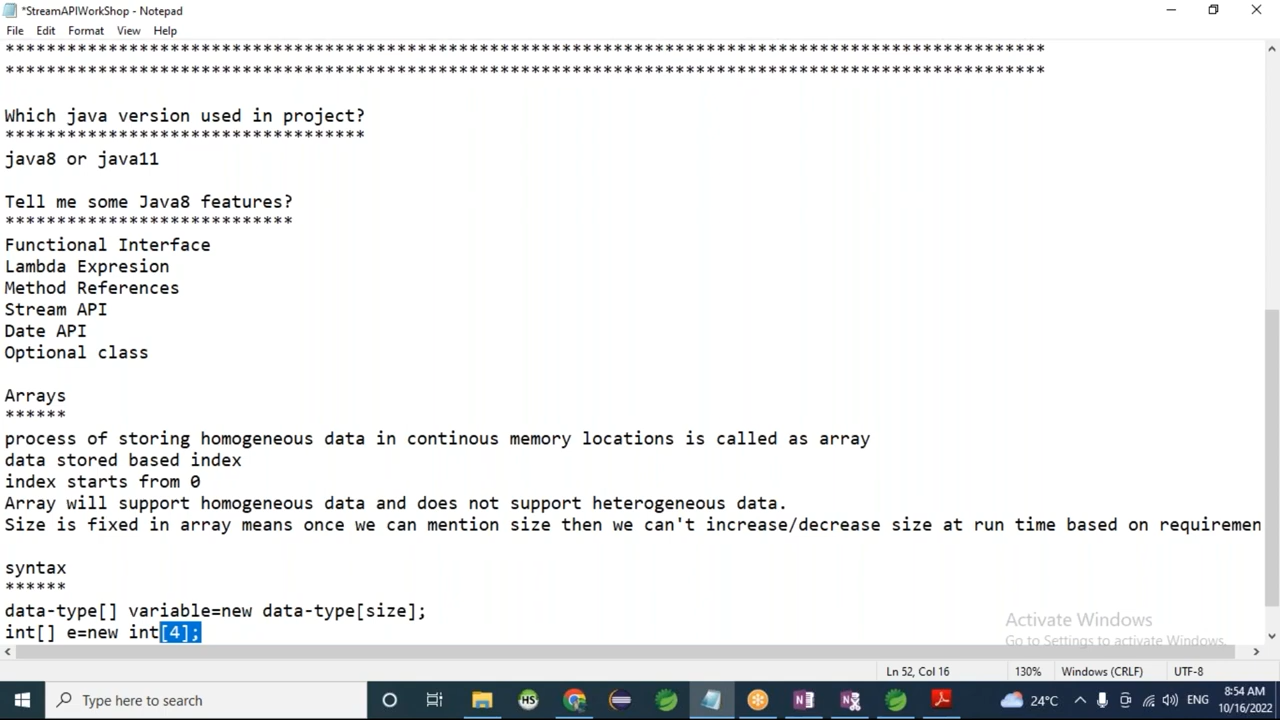 *StreamAPIWorkShop - Notepad
File Edit Format View Help
*****************************************************************************************************
*****************************************************************************************************
Which java version used in project?
***********************************
java8 or java11
Tell me some Java8 features?
****************************
Functional Interface
Lambda Expresion
Method References
Stream API
Date API
Optional class
Arrays
******
process of storing homogeneous data in continous memory locations is called as array
data stored based index
index starts from 0
Array will support homogeneous data and does not support heterogeneous data.
Size is fixed in array means once we can mention size then we can't increase/decrease size at run time based on requiremen
syntax
******
data-type[] variable=new data-type[size];
int[] e=new int[4];
Activate Windows
Go to Settings to activate Windows.
Ln 52, Col 16 130% Windows (CRLF) UTF-8
Type here to search HS 24°C ENG 8:54 AM
10/16/2022